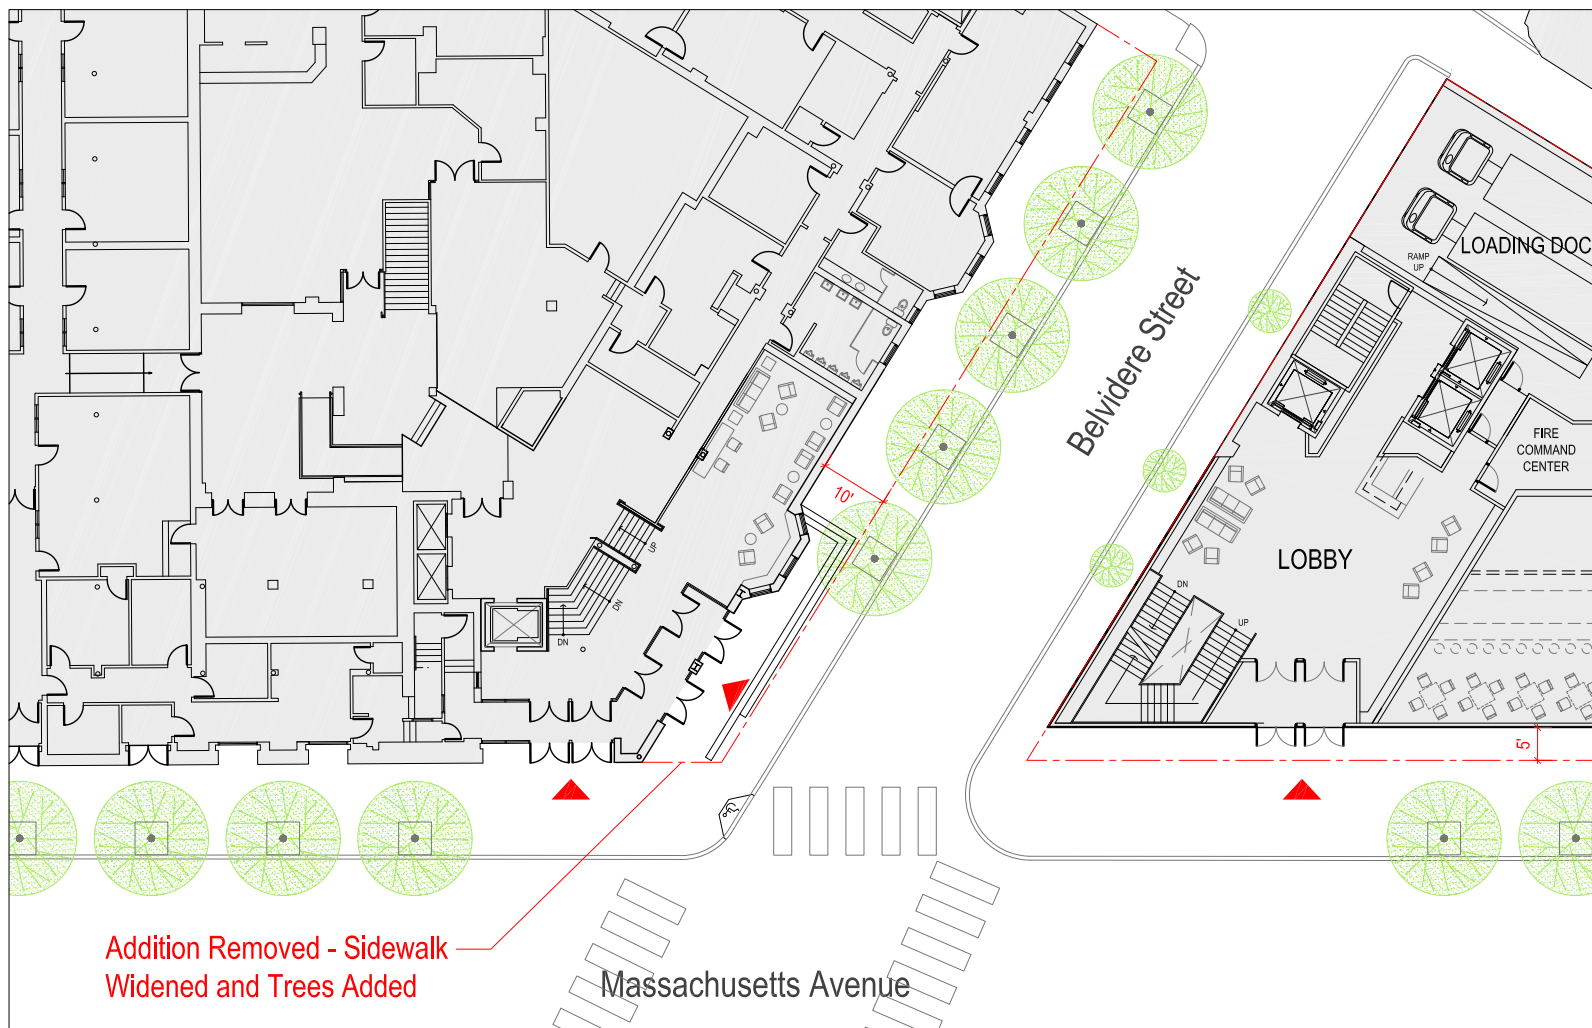 LOADING DOC
RAMP
UP
Belvidere Street
FIRE
COMMAND
CENTER
10'
UP
DN
DN
LOBBY
DN
UP
5'
Addition Removed - Sidewalk
Widened and Trees Added
Massachusetts Avenue